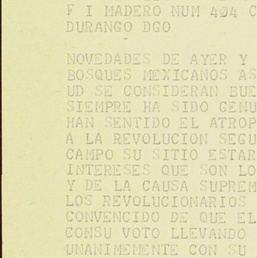 F I MADERO NUM 404 C
DURANGO DGO
NOVEDADES DE AYER Y
BOSQUES MEXICANOS AS
UD SE CONSIDERAN BUE
SIEMPRE HA SIDO GENU
HAN SENTIDO EL ATROP
A LA REVOLUCION SEGU
CAMPO SU SITIO ESTAR
INTERESES QUE SON LO
Y DE LA CAUSA SUPREM
LOS REVOLUCIONARIOS
CONVENCIDO DE QUE EL
CONSU VOTO LLEVANDO
UNANIMEMENTE CON SU